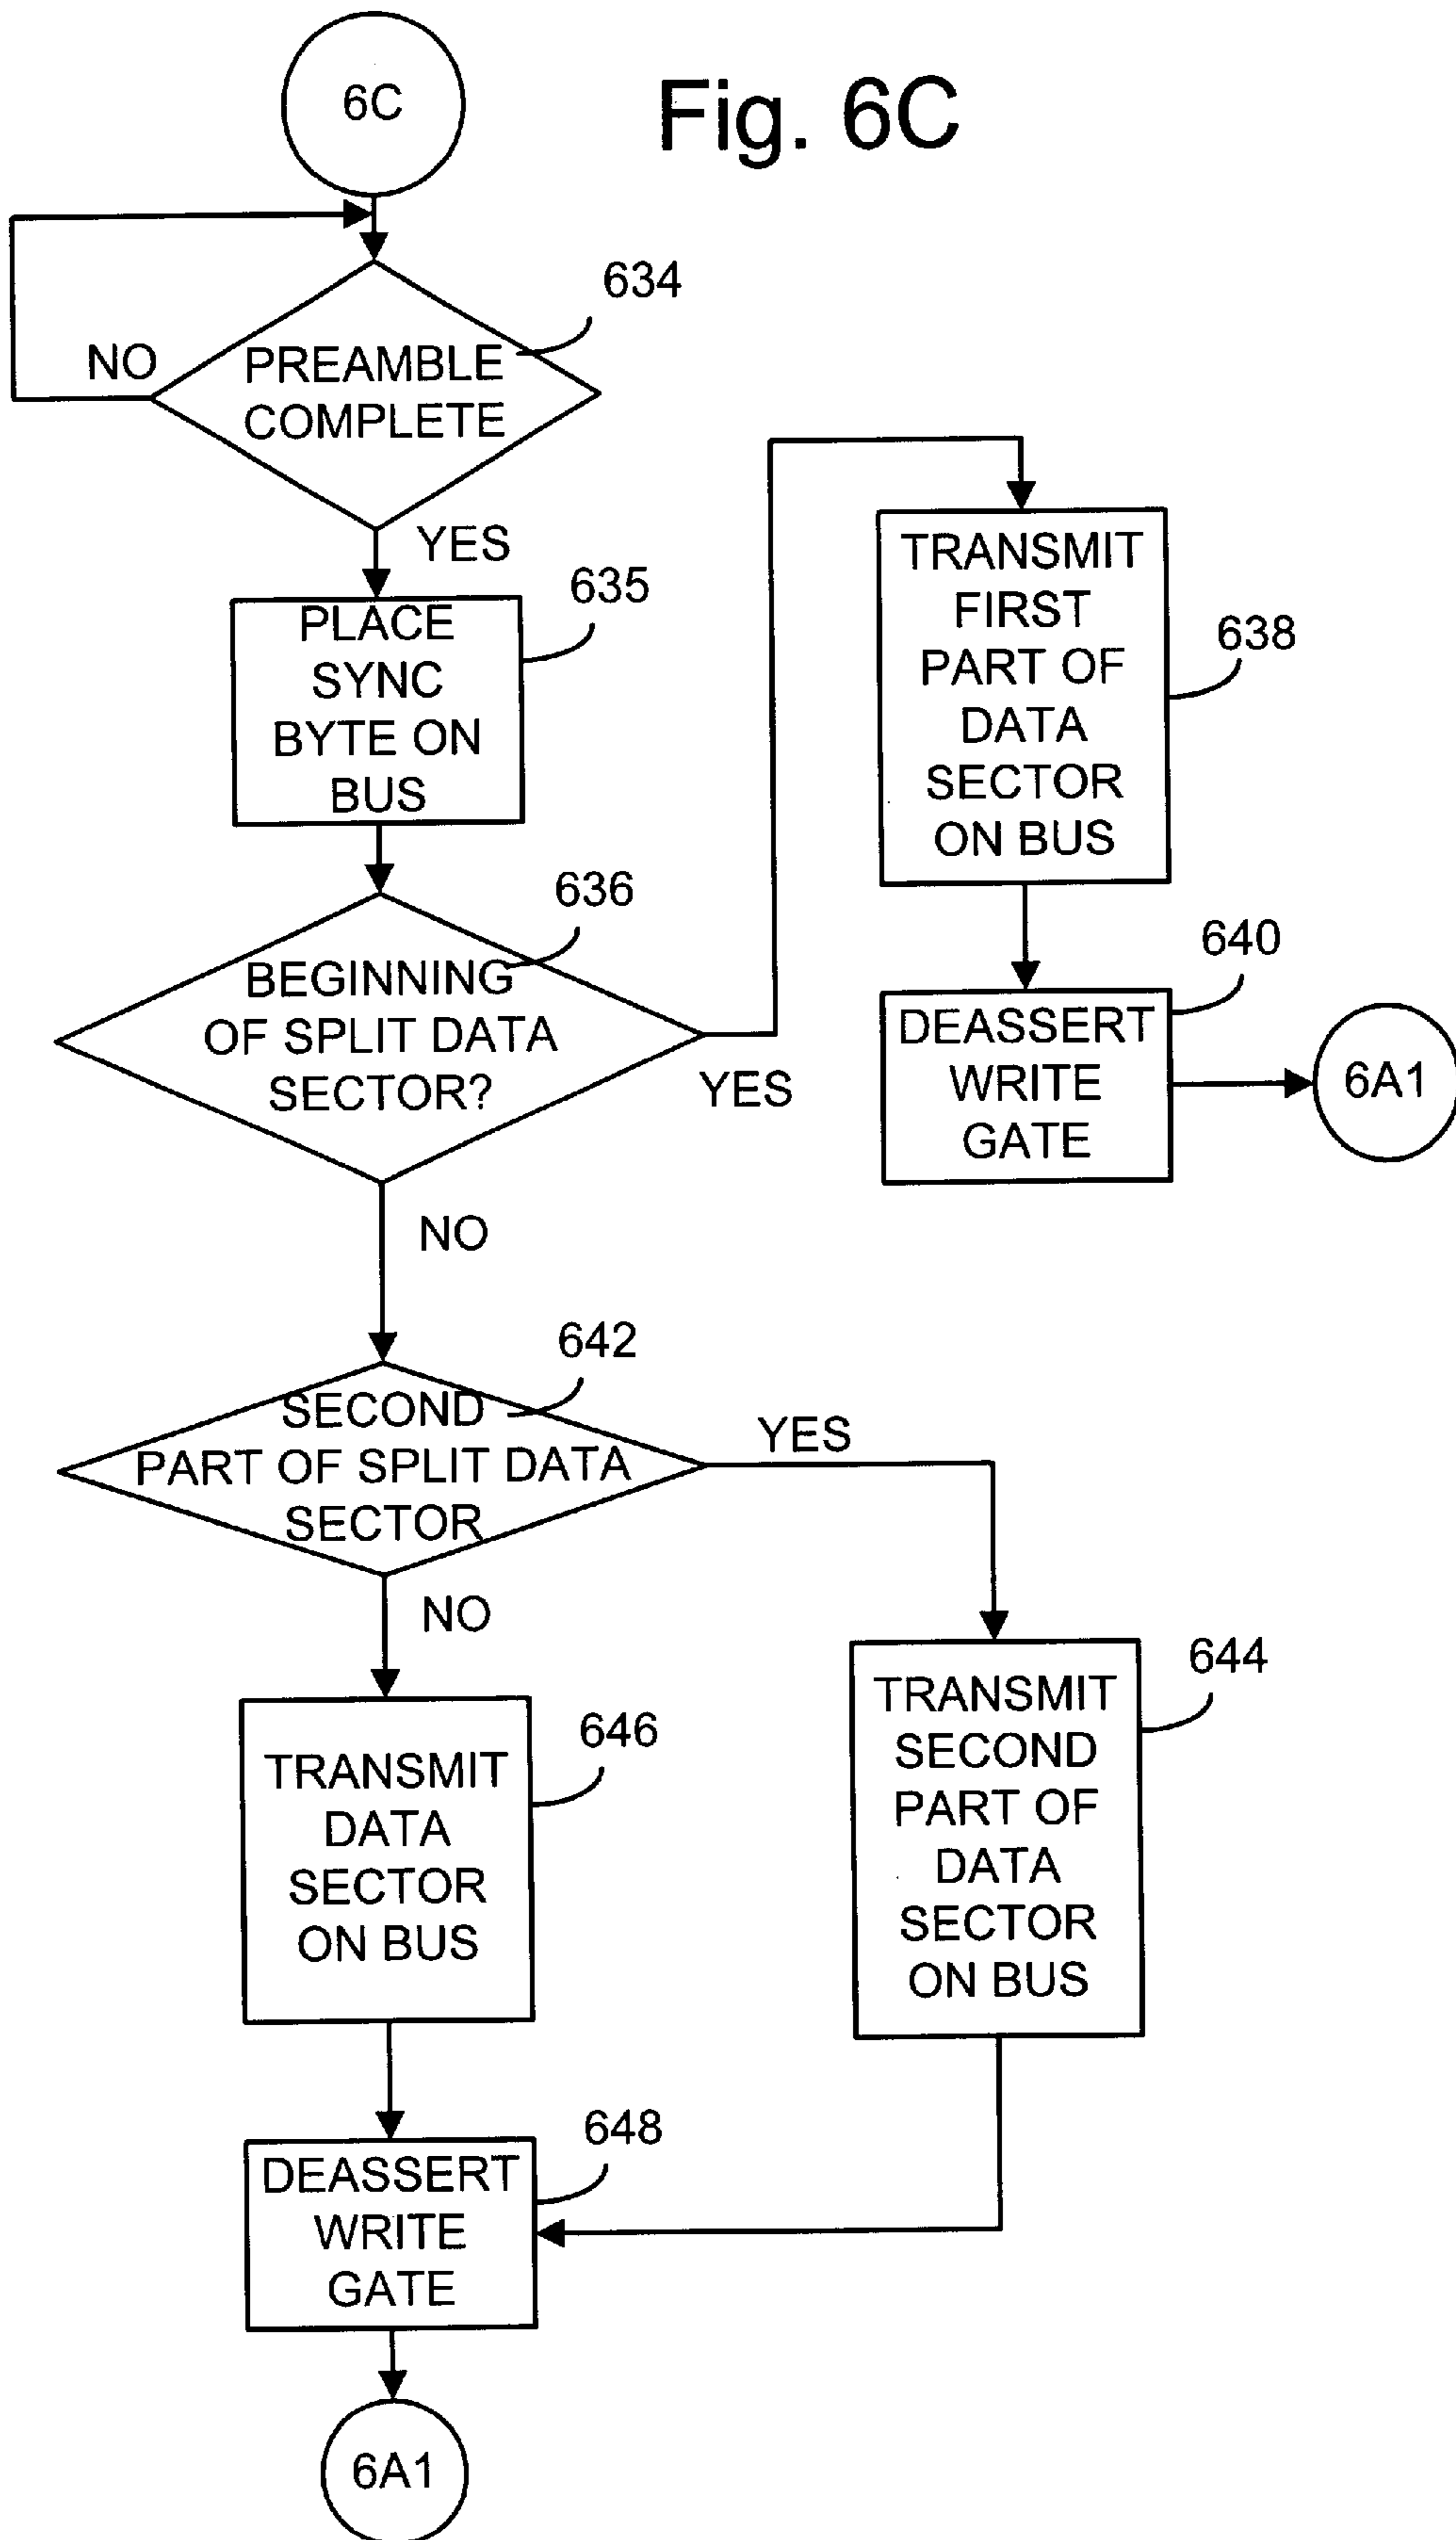 6C
Fig. 6C
634
NO
PREAMBLE
COMPLETE
YES
635
PLACE
SYNC
BYTE ON
BUS
636
BEGINNING
OF SPLIT DATA
SECTOR?
YES
TRANSMIT
FIRST
PART OF
DATA
SECTOR
ON BUS
638
640
DEASSERT
WRITE
GATE
6A1
NO
642
SECOND
PART OF SPLIT DATA
SECTOR
YES
NO
644
TRANSMIT
SECOND
PART OF
DATA
SECTOR
ON BUS
646
TRANSMIT
DATA
SECTOR
ON BUS
648
DEASSERT
WRITE
GATE
6A1